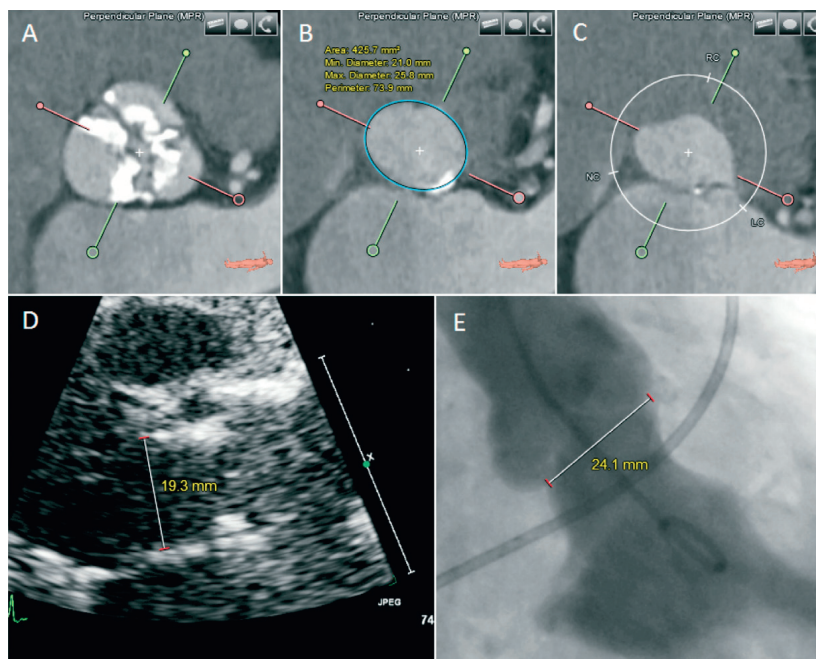 A
Perpendicular Plane (MPR)
B
Perpendicular Plane (MPR)
Area: 425.7 mm²
Min. Diameter: 21.0 mm
Max. Diameter: 25.8 mm
Perimeter: 73.9 mm
C
Perpendicular Plane (MPR)
RC
NC
LC
D
19.3 mm
X
JPEG
74
E
24.1 mm